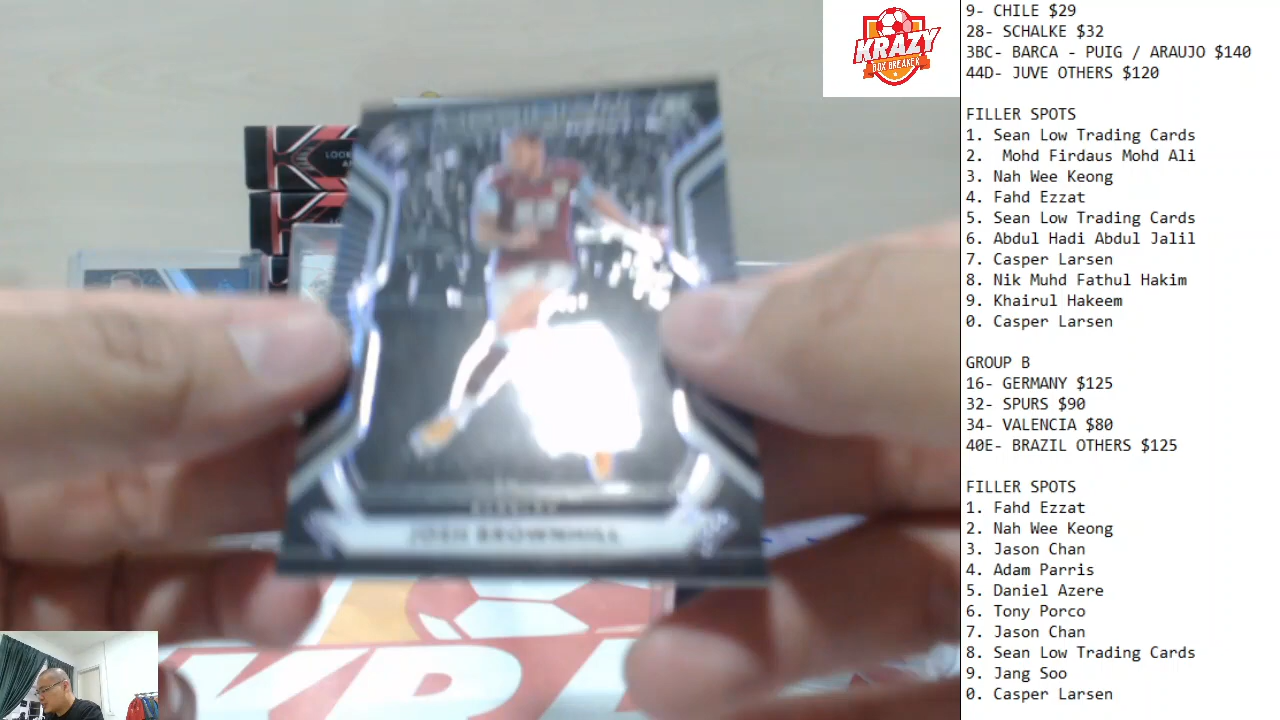 KRAZY
BOX BREAKER
LOOK
AN
JOSH BROWNHILL
9- CHILE $29
28- SCHALKE $32
3BC- BARCA - PUIG / ARAUJO $140
44D- JUVE OTHERS $120
FILLER SPOTS
1. Sean Low Trading Cards
2.  Mohd Firdaus Mohd Ali
3. Nah Wee Keong
4. Fahd Ezzat
5. Sean Low Trading Cards
6. Abdul Hadi Abdul Jalil
7. Casper Larsen
8. Nik Muhd Fathul Hakim
9. Khairul Hakeem
0. Casper Larsen
GROUP B
16- GERMANY $125
32- SPURS $90
34- VALENCIA $80
40E- BRAZIL OTHERS $125
FILLER SPOTS
1. Fahd Ezzat
2. Nah Wee Keong
3. Jason Chan
4. Adam Parris
5. Daniel Azere
6. Tony Porco
7. Jason Chan
8. Sean Low Trading Cards
9. Jang Soo
0. Casper Larsen